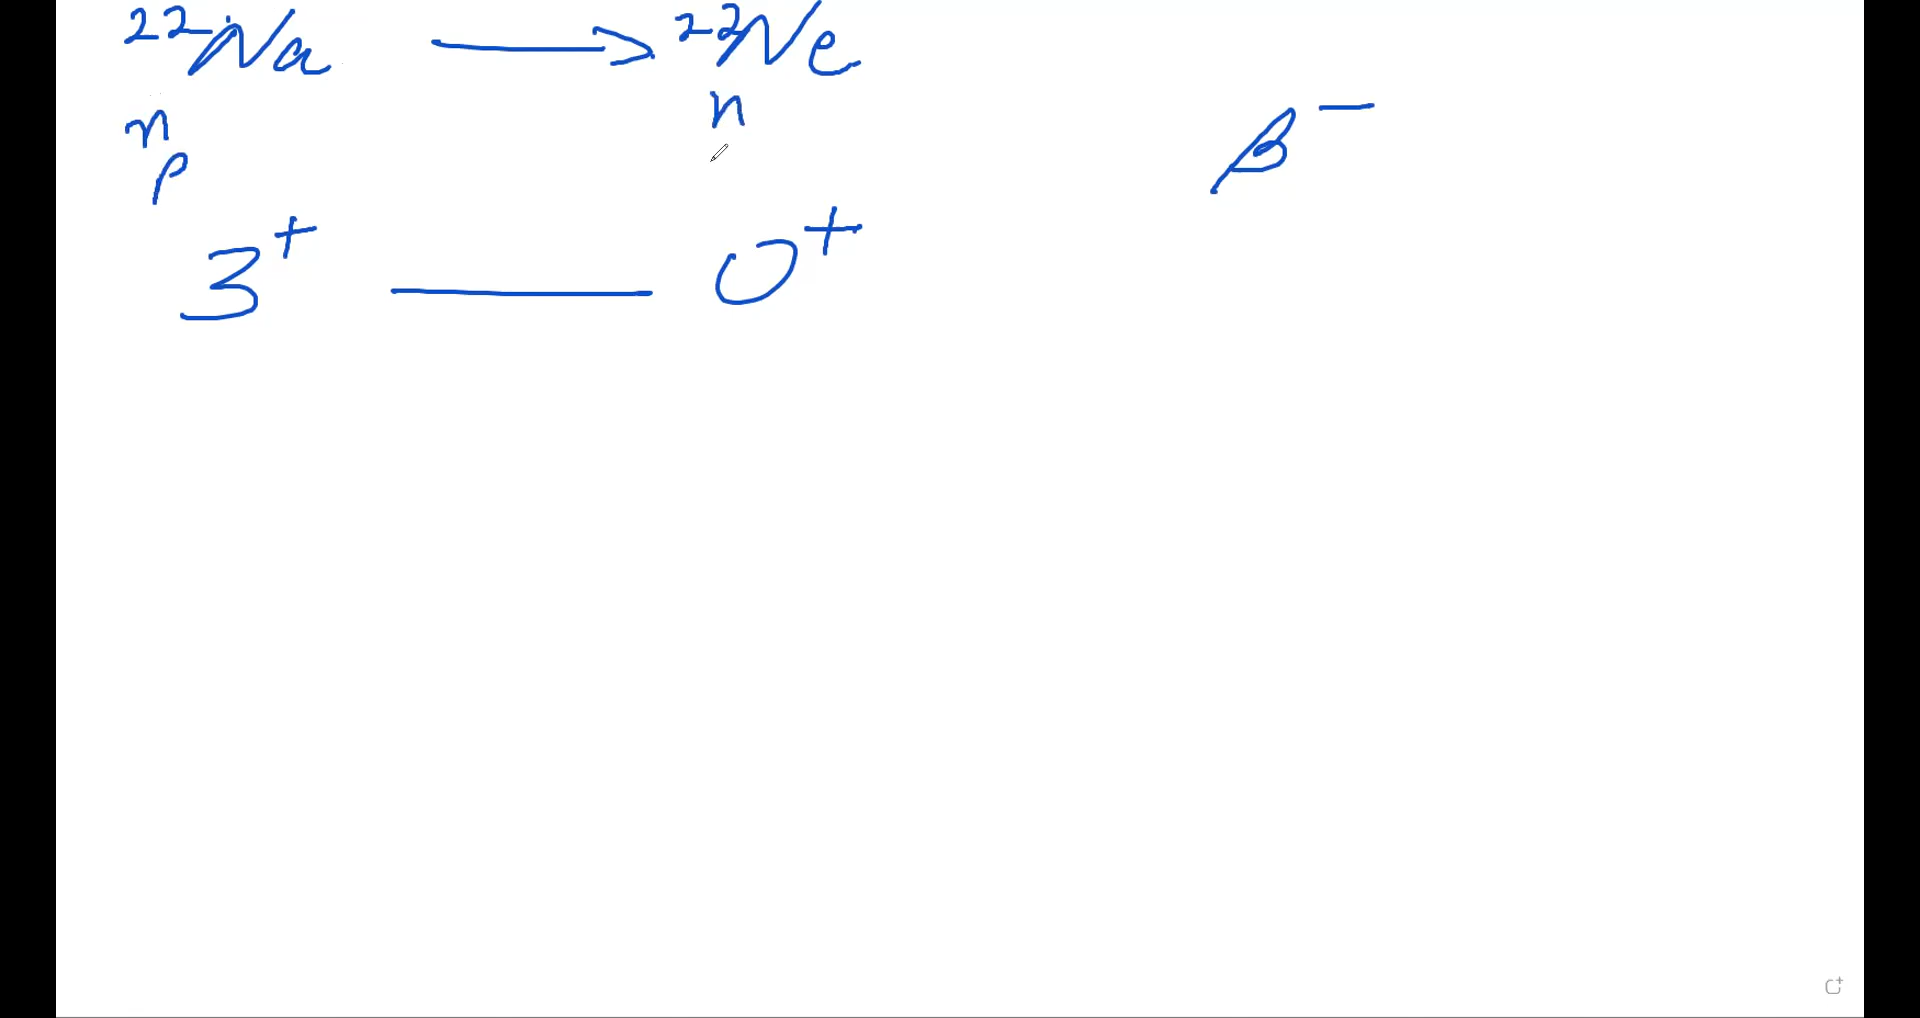 ²²Na → ²²Ne
n n
p
β⁻
3⁺ — 0⁺